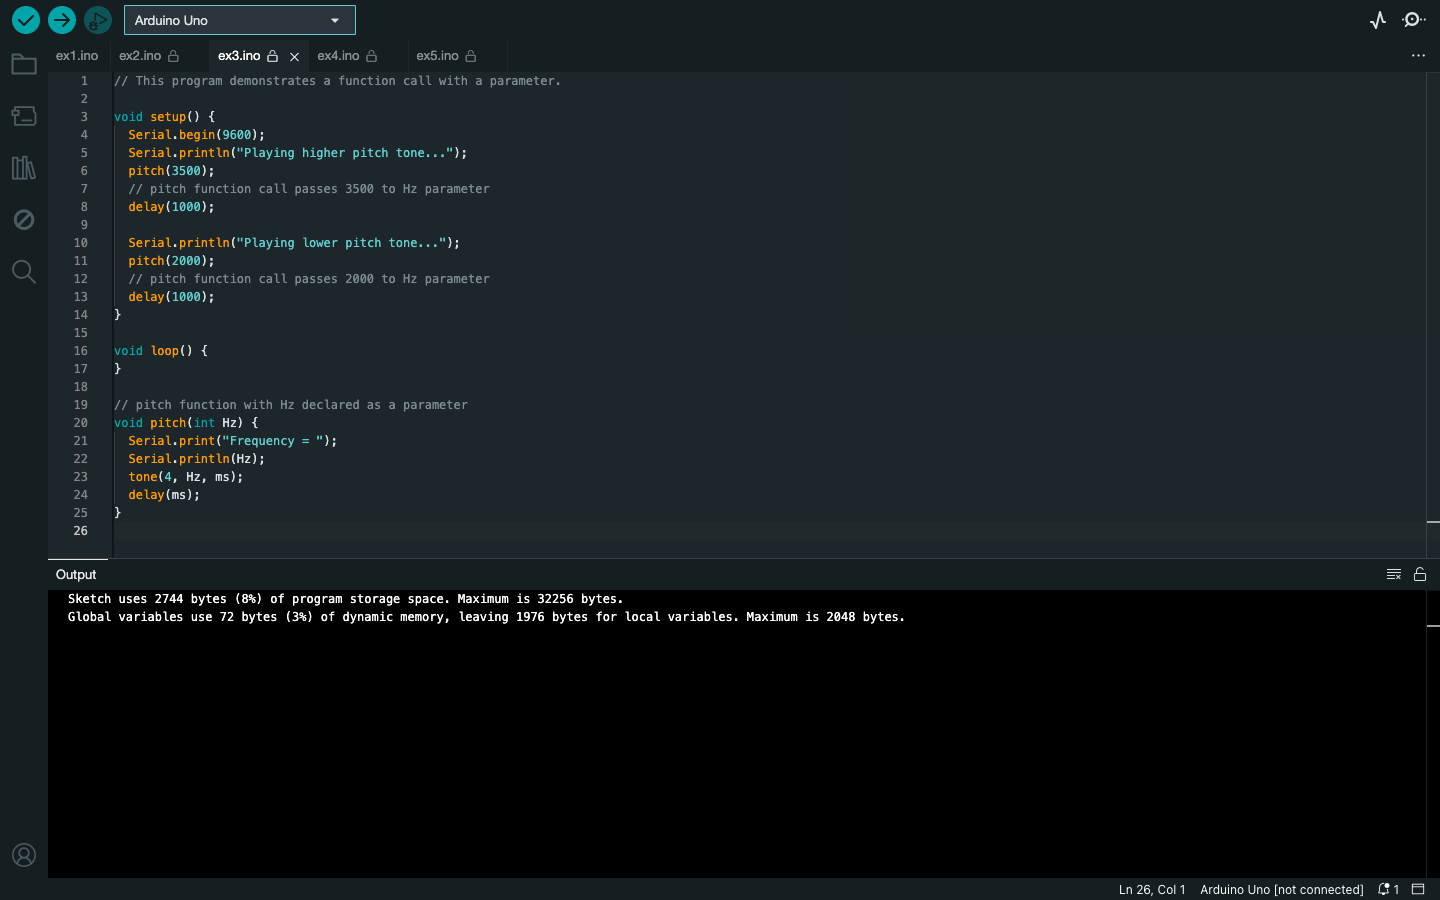 Arduino Uno
ex1.ino ex2.ino ex3.ino ex4.ino ex5.ino
1 // This program demonstrates a function call with a parameter.
2
3 void setup() {
4 Serial.begin(9600);
5 Serial.println("Playing higher pitch tone...");
6 pitch(3500);
7 // pitch function call passes 3500 to Hz parameter
8 delay(1000);
9
10 Serial.println("Playing lower pitch tone...");
11 pitch(2000);
12 // pitch function call passes 2000 to Hz parameter
13 delay(1000);
14 }
15
16 void loop() {
17 }
18
19 // pitch function with Hz declared as a parameter
20 void pitch(int Hz) {
21 Serial.print("Frequency = ");
22 Serial.println(Hz);
23 tone(4, Hz, ms);
24 delay(ms);
25 }
26
Output
Sketch uses 2744 bytes (8%) of program storage space. Maximum is 32256 bytes.
Global variables use 72 bytes (3%) of dynamic memory, leaving 1976 bytes for local variables. Maximum is 2048 bytes.
Ln 26, Col 1 Arduino Uno [not connected] 1